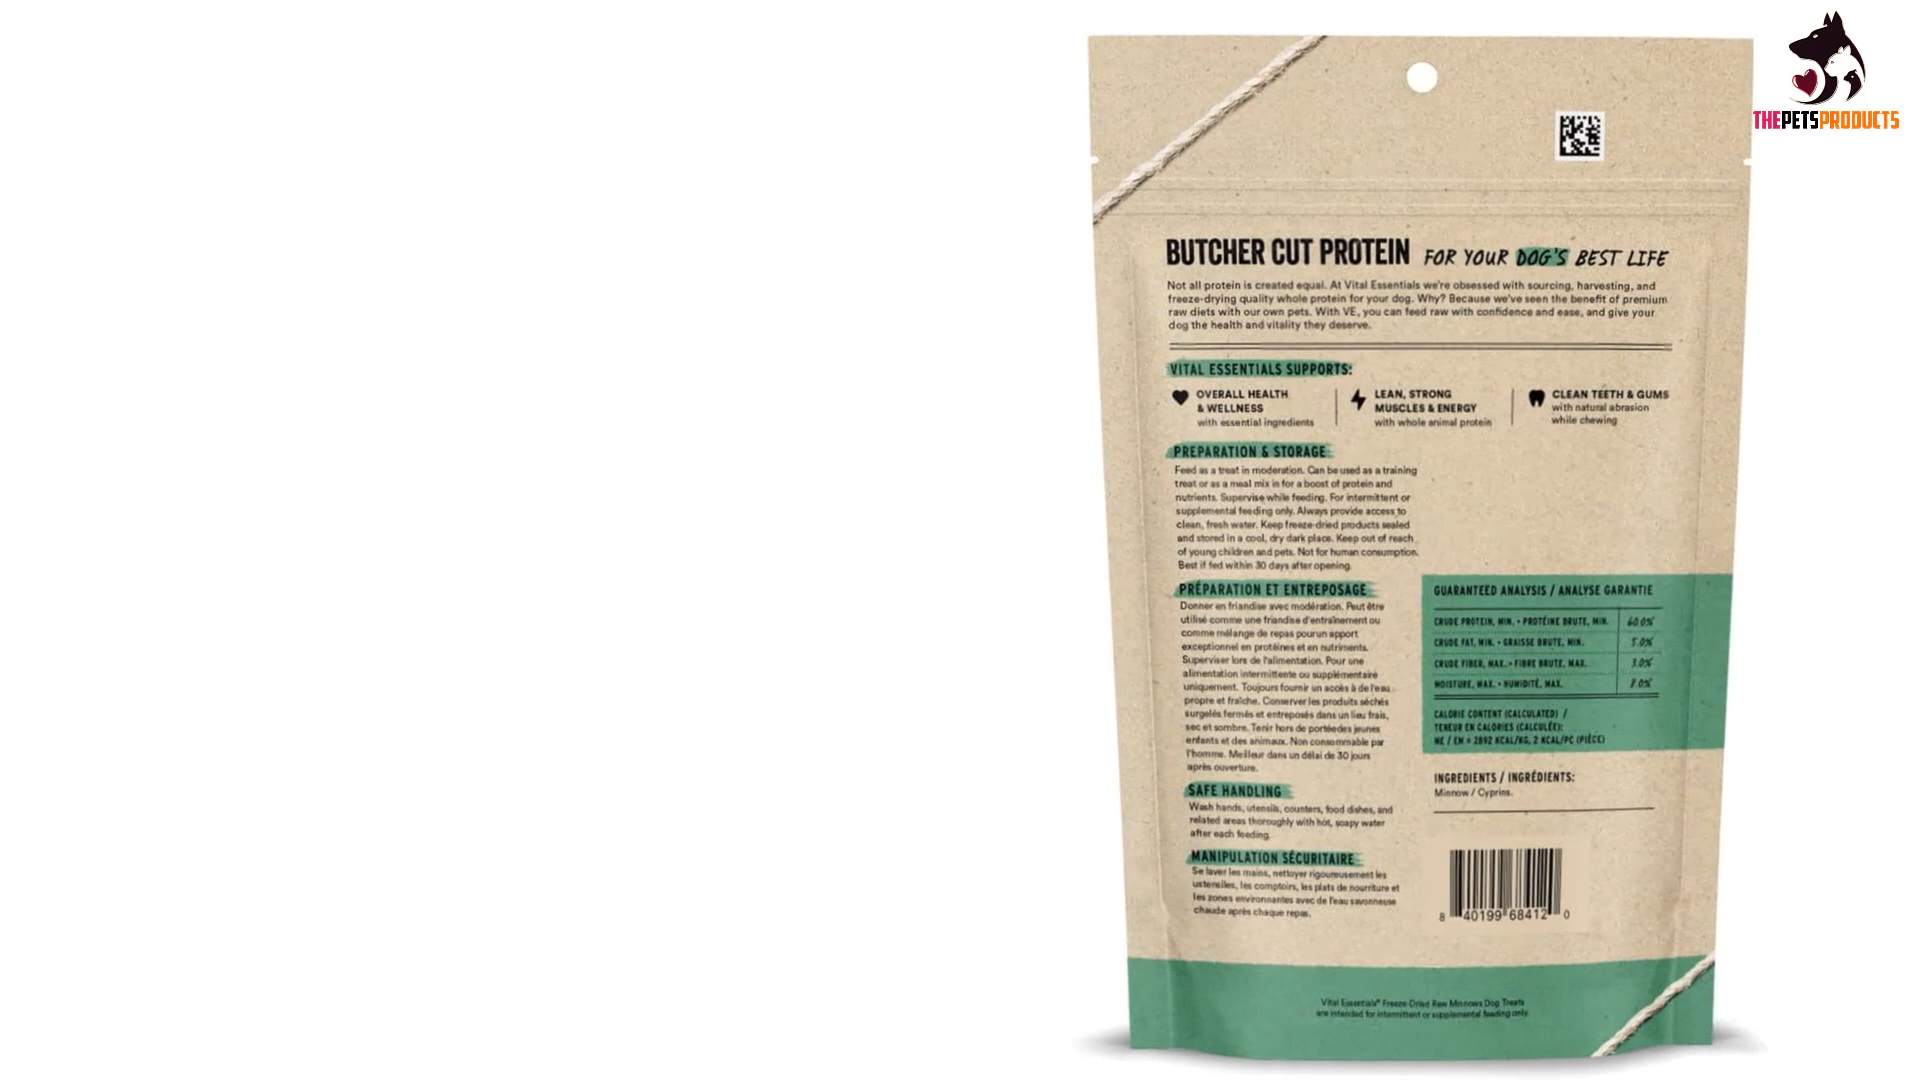 THEPETSPRODUCTS
BUTCHER CUT PROTEIN FOR YOUR DOG'S BEST LIFE
Not all protein is created equal. At Vital Essentials we're obsessed with sourcing, harvesting, and
freeze-drying quality whole protein for your dog. Why? Because we've seen the benefit of premium
raw diets with our own pets. With VE, you can feed raw with confidence and ease, and give your
dog the health and vitality they deserve.
VITAL ESSENTIALS SUPPORTS:
OVERALL HEALTH
& WELLNESS
with essential ingredients
LEAN, STRONG
MUSCLES & ENERGY
with whole animal protein
CLEAN TEETH & GUMS
with natural abrasion
while chewing
PREPARATION & STORAGE
Feed as a treat in moderation. Can be used as a training
treat or as a meal mix in for a boost of protein and
nutrients. Supervise while feeding. For intermittent or
supplemental feeding only. Always provide access to
clean, fresh water. Keep freeze-dried products sealed
and stored in a cool, dry dark place. Keep out of reach
of young children and pets. Not for human consumption.
Best if fed within 30 days after opening.
PRÉPARATION ET ENTREPOSAGE
Donner en friandise avec modération. Peut être
utilisé comme une friandise d'entraînement ou
comme mélange de repas pourun apport
exceptionnel en protéines et en nutriments.
Superviser lors de l'alimentation. Pour une
alimentation intermittente ou supplémentaire
uniquement. Toujours fournir un accès à de l'eau
propre et fraîche. Conserver les produits séchés
surgelés fermés et entreposés dans un lieu frais,
sec et sombre. Tenir hors de portéedes jeunes
enfants et des animaux. Non consommable par
l'homme. Meilleur dans un délai de 30 jours
après ouverture.
SAFE HANDLING
Wash hands, utensils, counters, food dishes, and
related areas thoroughly with hot, soapy water
after each feeding.
MANIPULATION SÉCURITAIRE
Se laver les mains, nettoyer rigoureusement les
ustensiles, les comptoirs, les plats de nourriture et
les zones environnantes avec de l'eau savonneuse
chaude après chaque repas.
GUARANTEED ANALYSIS / ANALYSE GARANTIE
CRUDE PROTEIN, MIN. • PROTÉINE BRUTE, MIN. 60.0%
CRUDE FAT, MIN. • GRAISSE BRUTE, MIN. 5.0%
CRUDE FIBER, MAX. • FIBRE BRUTE, MAX. 3.0%
MOISTURE, MAX. • HUMIDITÉ, MAX. 8.0%
CALORIE CONTENT (CALCULATED) /
TENEUR EN CALORIES (CALCULÉE):
ME / EM = 2892 KCAL/KG, 2 KCAL/PC (PIÈCE)
INGREDIENTS / INGRÉDIENTS:
Minnow / Cyprins.
8 40199 68412 0
Vital Essentials® Freeze-Dried Raw Minnows Dog Treats
are intended for intermittent or supplemental feeding only.